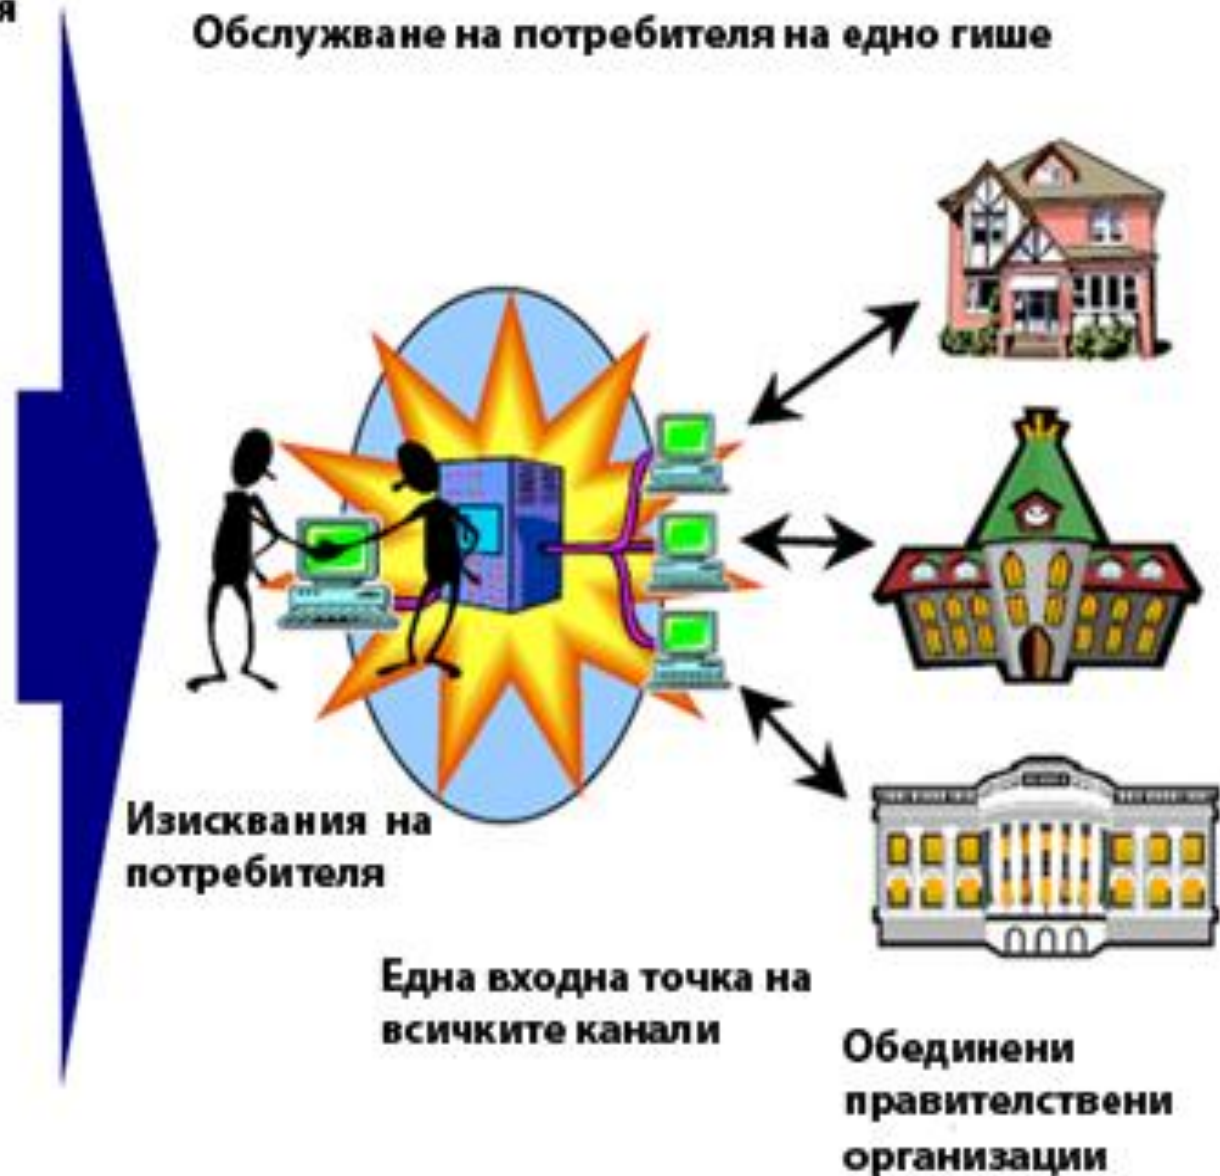 я
Обслужване на потребителя на едно гише
Изисквания на
потребителя
Една входна точка на
всичките канали
Обединени
правителствени
организации